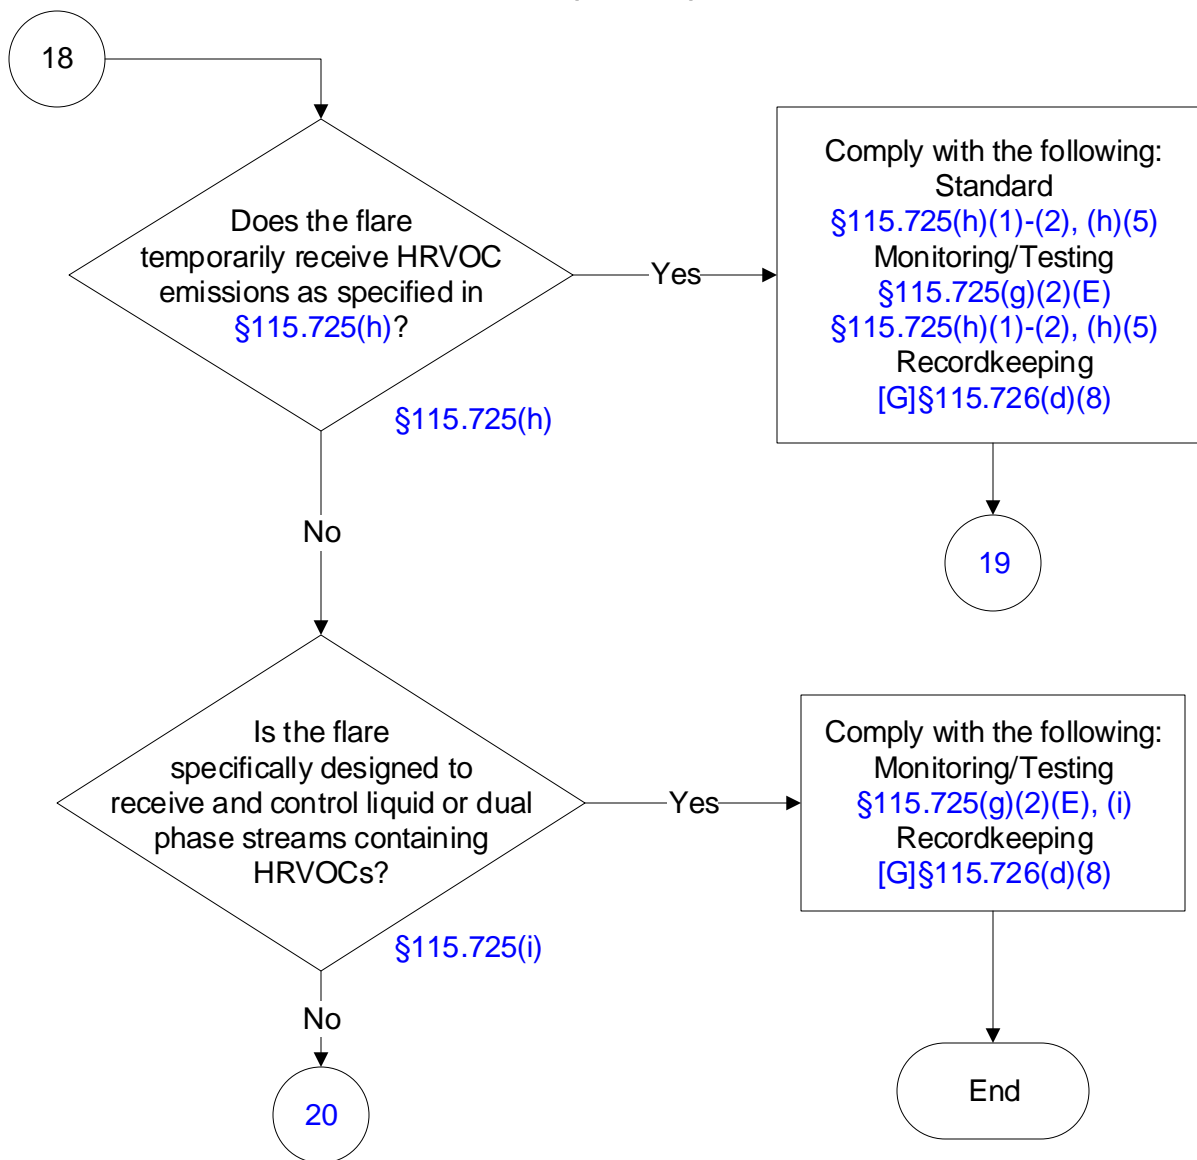 18
Does the flare
temporarily receive HRVOC
emissions as specified in
§115.725(h)?
§115.725(h)
Yes
Comply with the following:
Standard
§115.725(h)(1)-(2), (h)(5)
Monitoring/Testing
§115.725(g)(2)(E)
§115.725(h)(1)-(2), (h)(5)
Recordkeeping
[G]§115.726(d)(8)
19
No
Is the flare
specifically designed to
receive and control liquid or dual
phase streams containing
HRVOCs?
§115.725(i)
Yes
Comply with the following:
Monitoring/Testing
§115.725(g)(2)(E), (i)
Recordkeeping
[G]§115.726(d)(8)
End
No
20